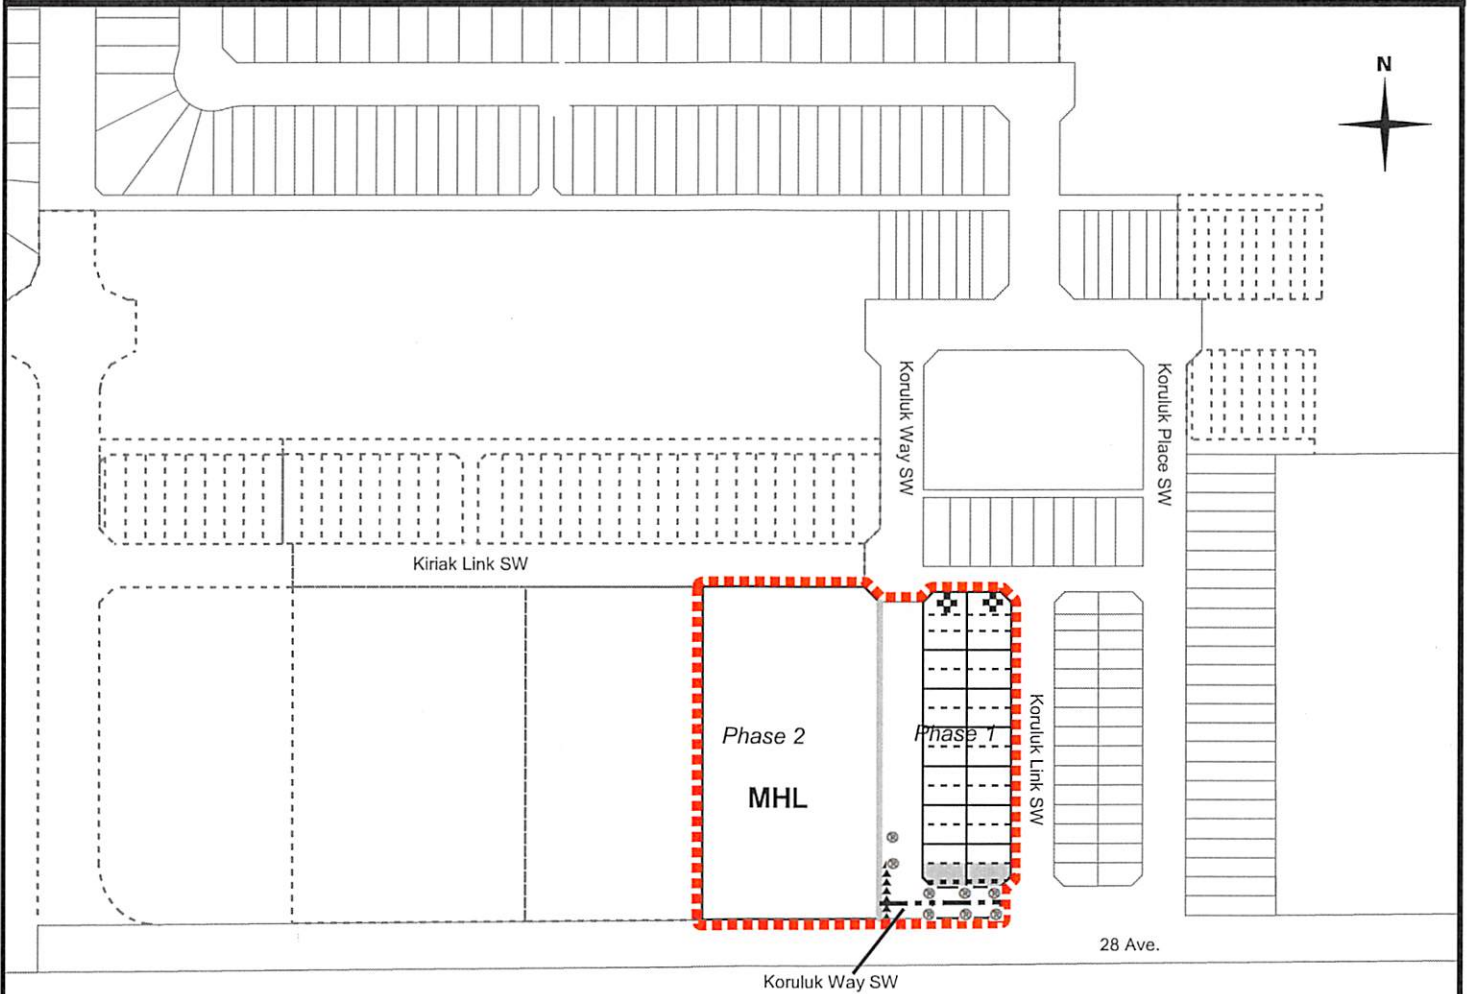 N
Koruluk Way SW
Koruluk Place SW
Kiriak Link SW
Phase 2
Phase 1
MHL
Koruluk Link SW
28 Ave.
Koruluk Way SW